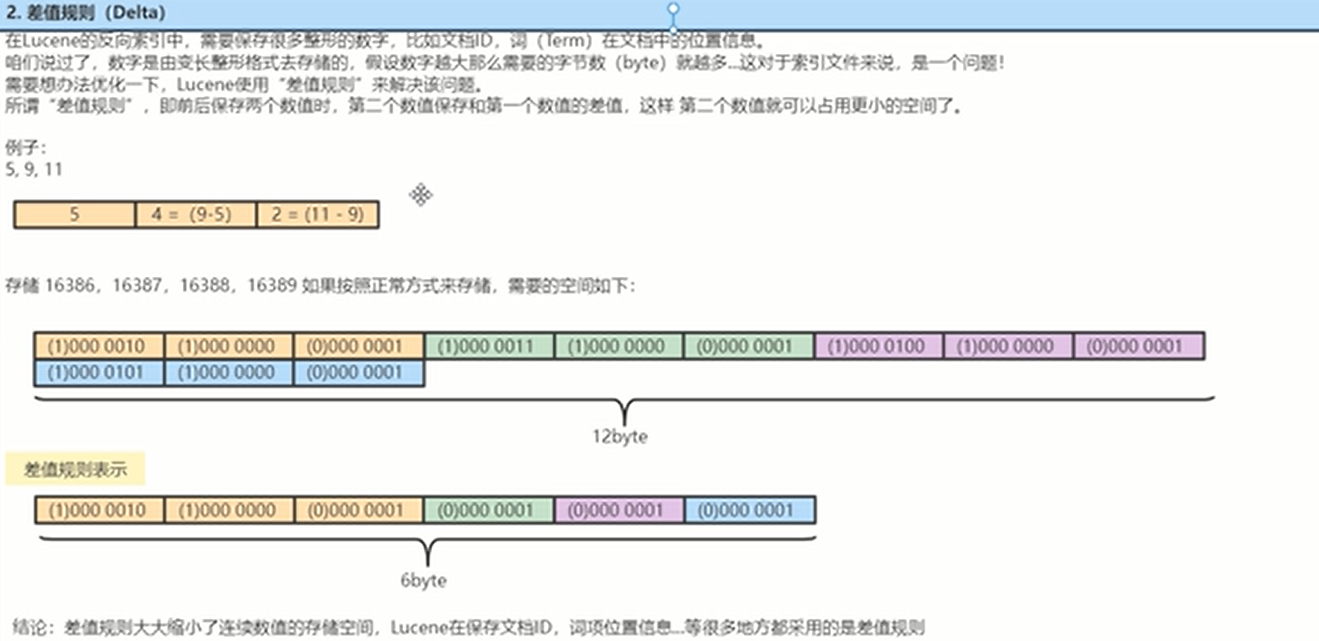 2. 差值规则（Delta）
在Lucene的反向索引中，需要保存很多整形的数字，比如文档ID，词（Term）在文档中的位置信息。
咱们说过了，数字是由变长整形格式去存储的，假设数字越大那么需要的字节数（byte）就越多...这对于索引文件来说，是一个问题！
需要想办法优化一下，Lucene使用“差值规则”来解决该问题。
所谓“差值规则”，即前后保存两个数值时，第二个数值保存和第一个数值的差值，这样 第二个数值就可以占用更小的空间了。
例子：
5, 9, 11
5 4 =（9-5) 2 = (11 - 9)
存储 16386，16387，16388，16389 如果按照正常方式来存储，需要的空间如下：
(1)000 0010 (1)000 0000 (0)000 0001 (1)000 0011 (1)000 0000 (0)000 0001 (1)000 0100 (1)000 0000 (0)000 0001
(1)000 0101 (1)000 0000 (0)000 0001
12byte
差值规则表示
(1)000 0010 (1)000 0000 (0)000 0001 (0)000 0001 (0)000 0001 (0)000 0001
6byte
结论：差值规则大大缩小了连续数值的存储空间，Lucene在保存文档ID，词项位置信息...等很多地方都采用的是差值规则